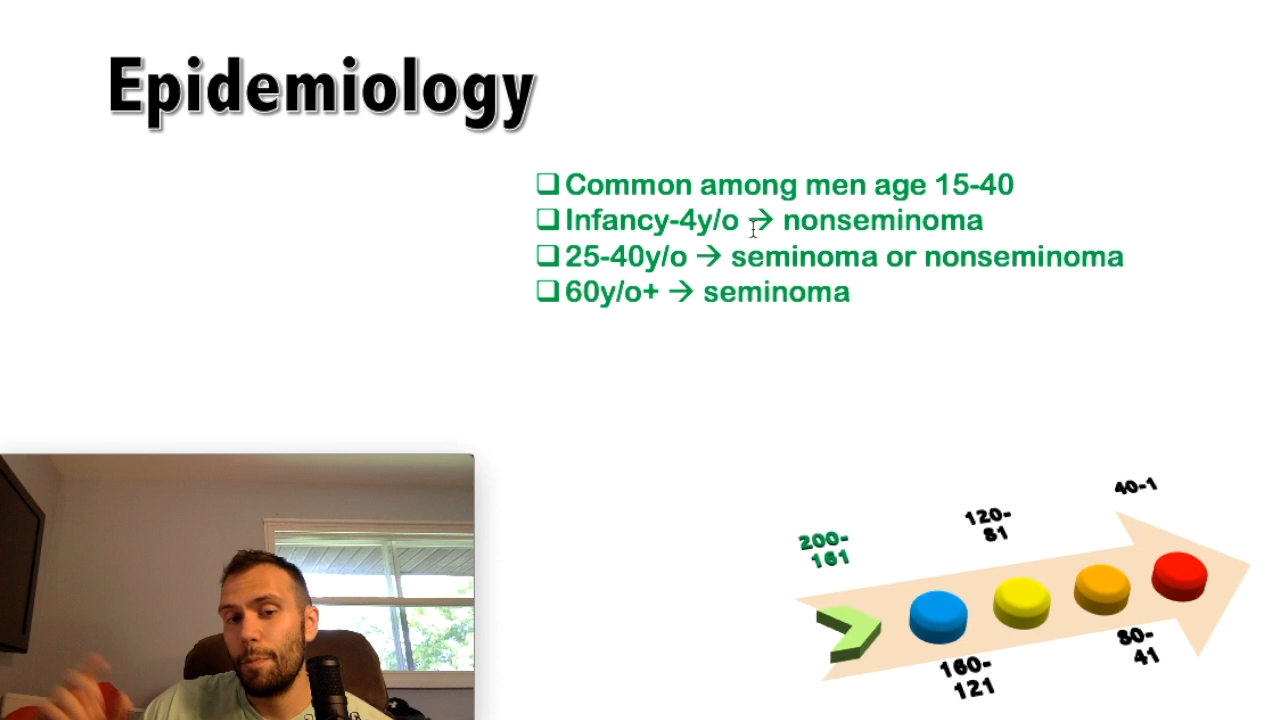 Epidemiology
❑ Common among men age 15-40
❑ Infancy-4y/o → nonseminoma
❑ 25-40y/o → seminoma or nonseminoma
❑ 60y/o+ → seminoma
200-
161
160-
121
120-
81
80-
41
40-1